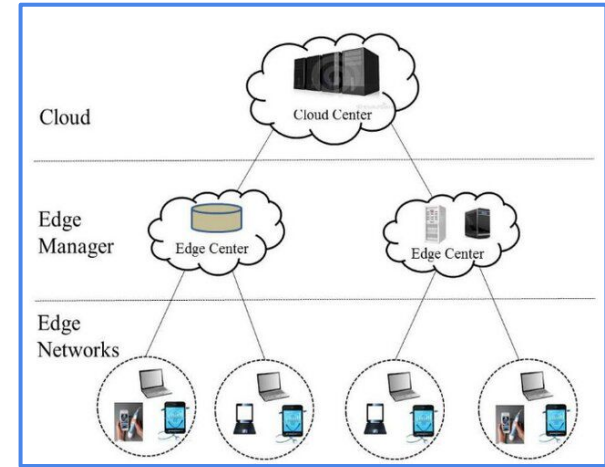 Cloud Center
Cloud
Edge
Manager
Edge Center
Edge Center
Edge
Networks